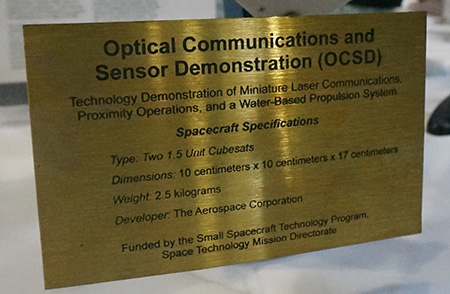 Optical Communications and
Sensor Demonstration (OCSD)
Technology Demonstration of Miniature Laser Communications,
Proximity Operations, and a Water-Based Propulsion System
Spacecraft Specifications
Type: Two 1.5 Unit Cubesats
Dimensions: 10 centimeters x 10 centimeters x 17 centimeters
Weight: 2.5 kilograms
Developer: The Aerospace Corporation
Funded by the Small Spacecraft Technology Program,
Space Technology Mission Directorate